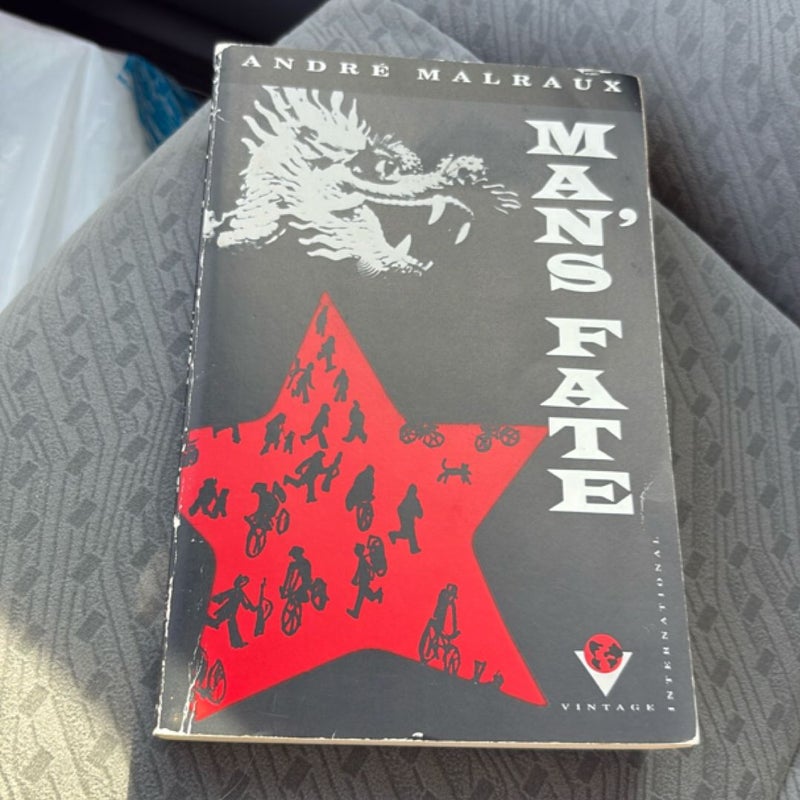 ANDRÉ MALRAUX
MAN'S
FATE
VINTAGE INTERNATIONAL